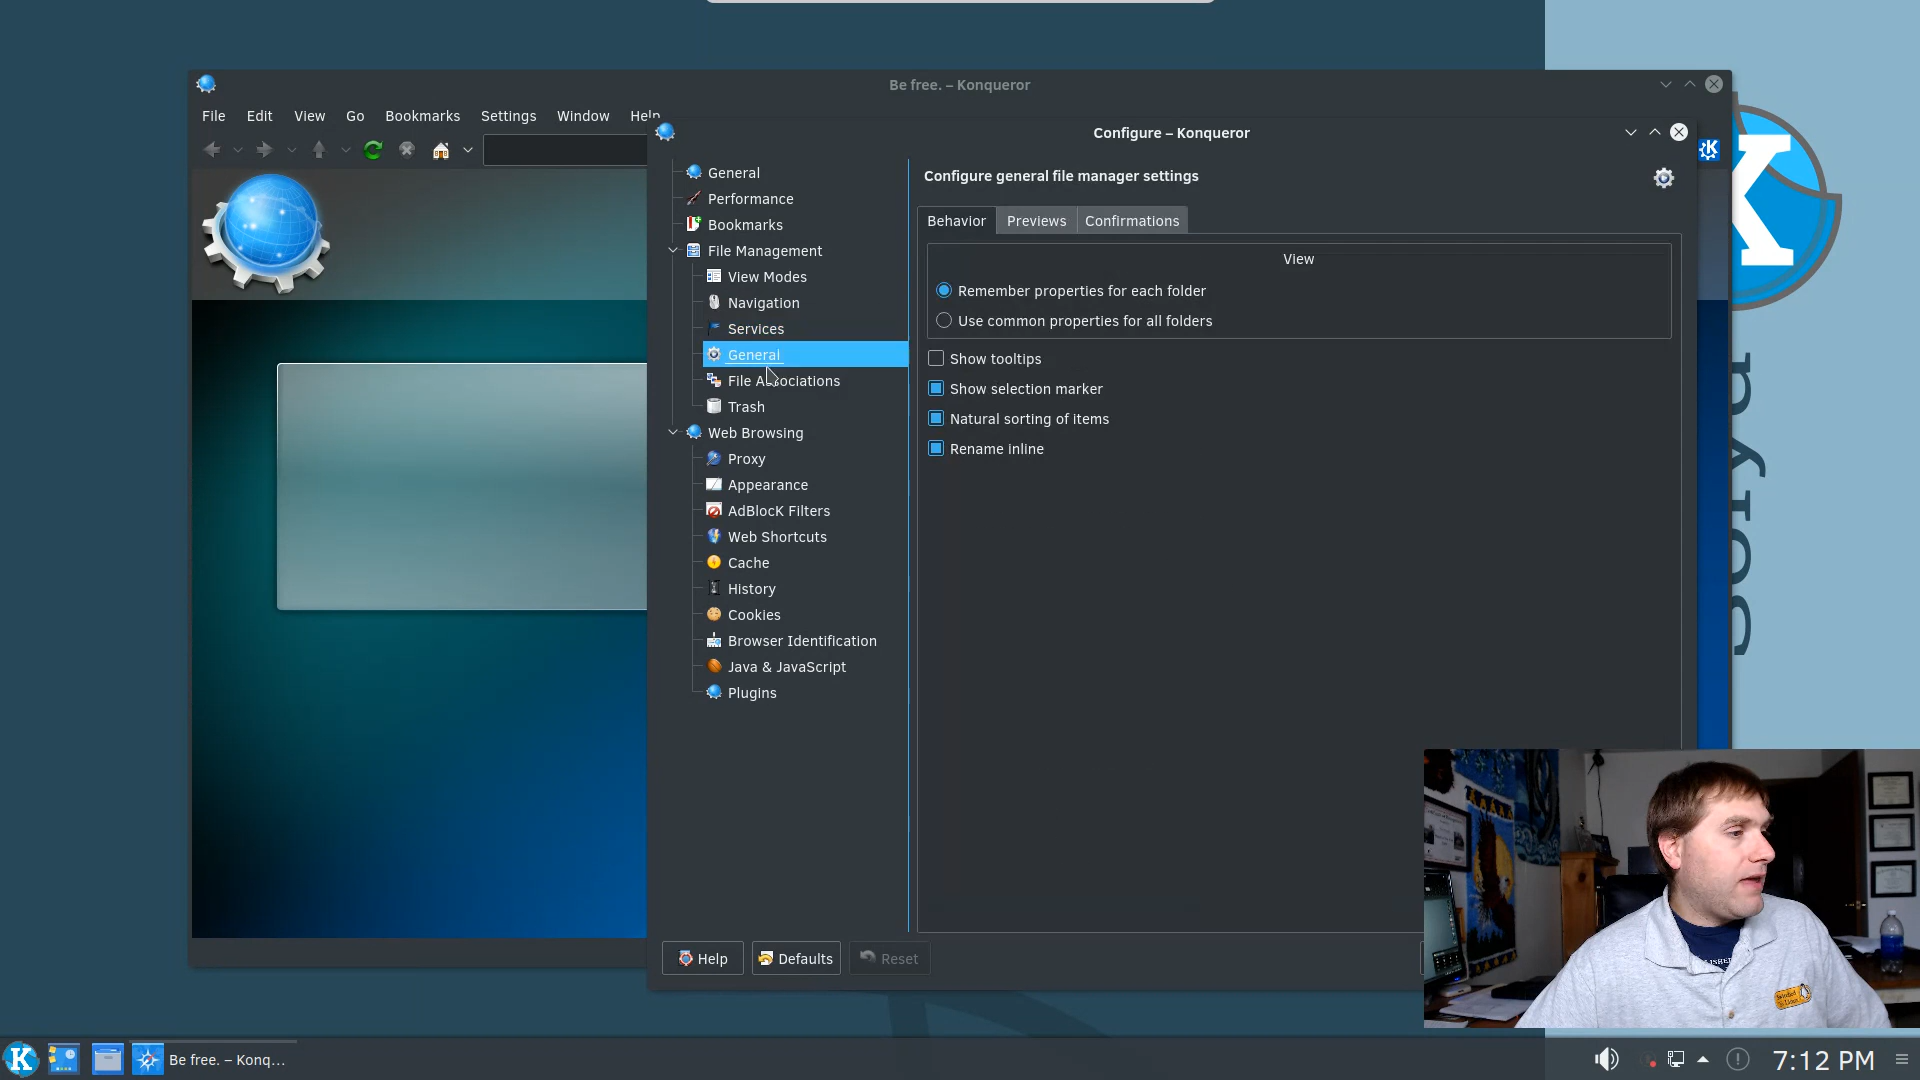 Be free. – Konqueror
File Edit View Go Bookmarks Settings Window Help
Configure – Konqueror
General
Performance
Bookmarks
File Management
View Modes
Navigation
Services
General
File Associations
Trash
Web Browsing
Proxy
Appearance
AdBlocK Filters
Web Shortcuts
Cache
History
Cookies
Browser Identification
Java & JavaScript
Plugins
Configure general file manager settings
Behavior Previews Confirmations
View
Remember properties for each folder
Use common properties for all folders
Show tooltips
Show selection marker
Natural sorting of items
Rename inline
Help Defaults Reset
Be free. – Konq...
7:12 PM